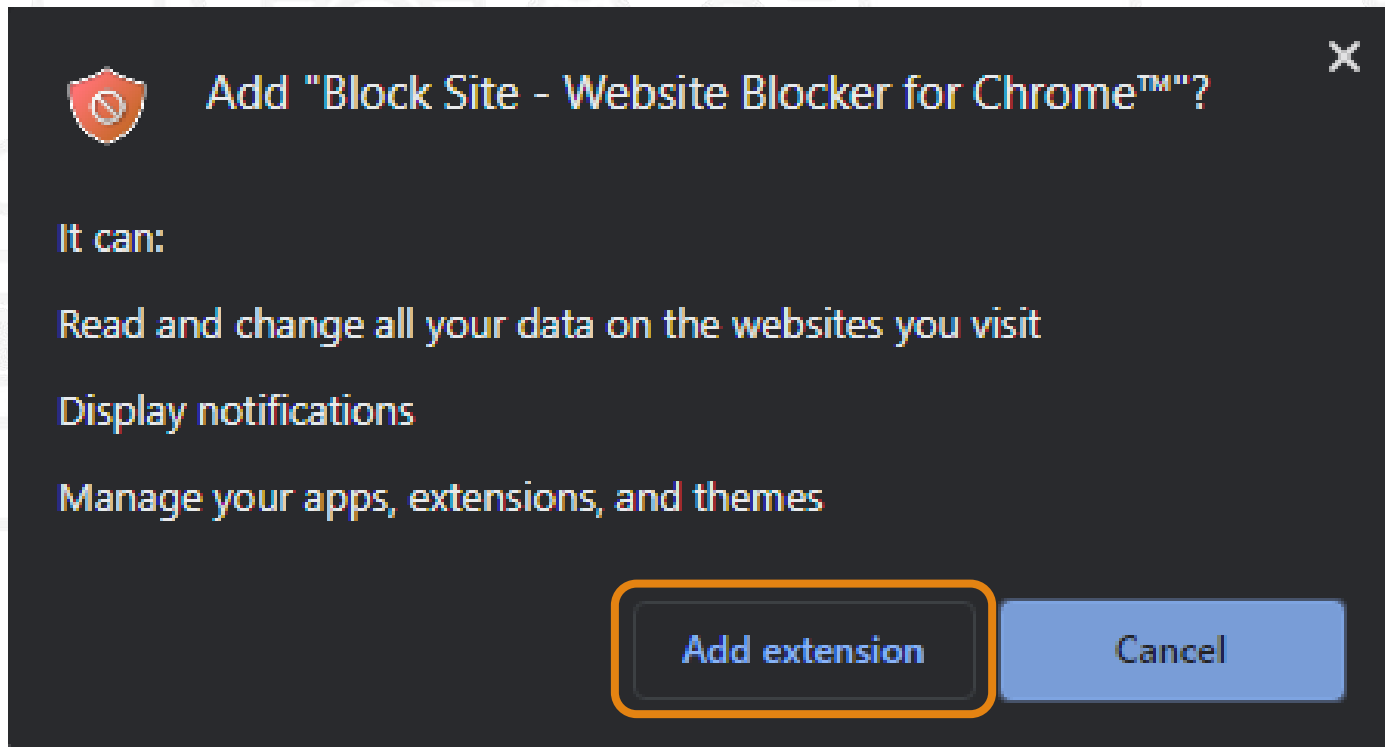 Add "Block Site - Website Blocker for Chrome™"?
It can:
Read and change all your data on the websites you visit
Display notifications
Manage your apps, extensions, and themes
Add extension
Cancel